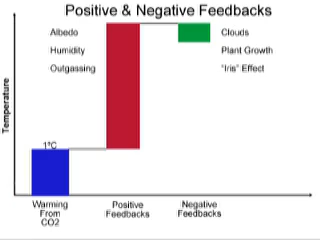 Positive & Negative Feedbacks
Albedo
Humidity
Outgassing
Clouds
Plant Growth
"Iris" Effect
Temperature
1°C
Warming
From
CO2
Positive
Feedbacks
Negative
Feedbacks